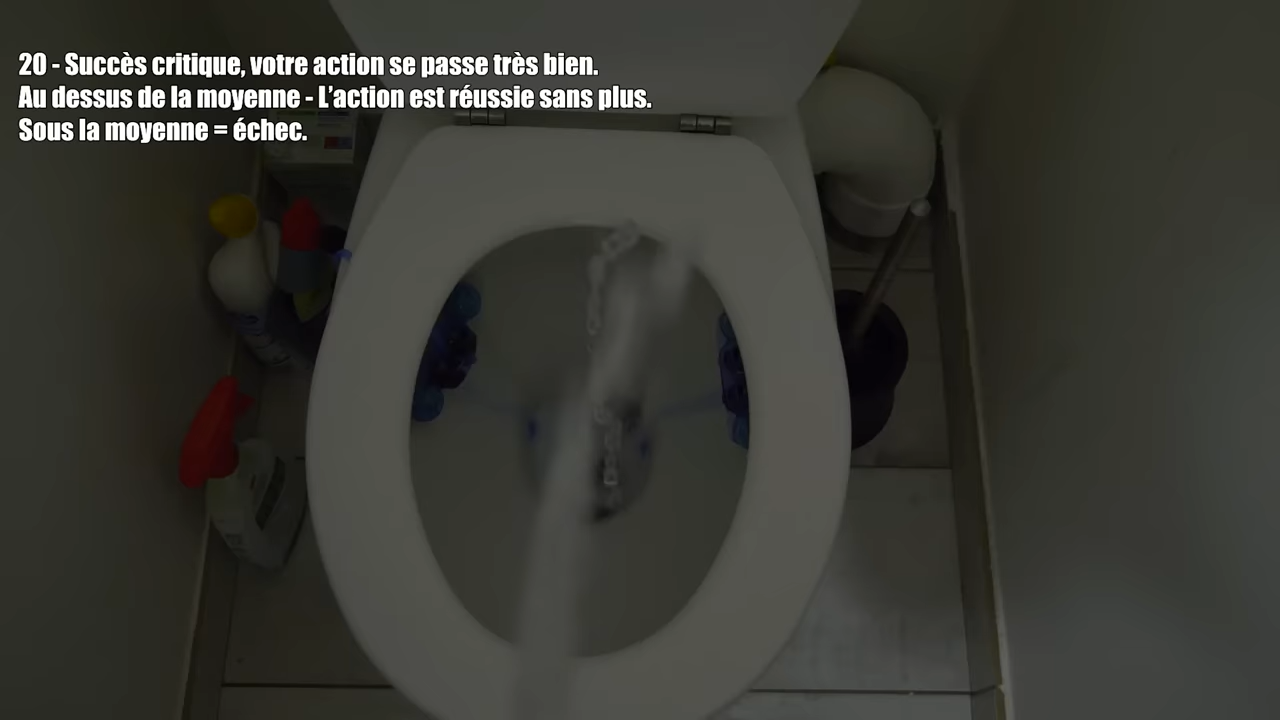 20 - Succès critique, votre action se passe très bien.
Au dessus de la moyenne - L’action est réussie sans plus.
Sous la moyenne = échec.